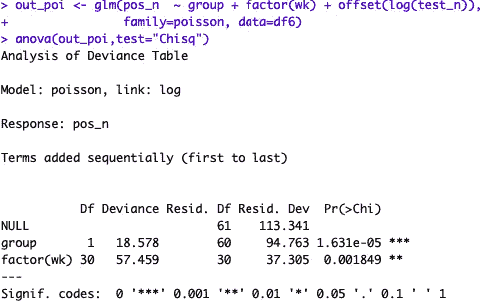 > out_poi <- glm(pos_n  ~ group + factor(wk) + offset(log(test_n)),
+             family=poisson, data=df6)
> anova(out_poi,test="Chisq")
Analysis of Deviance Table

Model: poisson, link: log

Response: pos_n

Terms added sequentially (first to last)


           Df Deviance Resid. Df Resid. Dev  Pr(>Chi)
NULL                          61    113.341
group       1   18.578        60     94.763 1.631e-05 ***
factor(wk) 30   57.459        30     37.305  0.001849 **
---
Signif. codes:  0 '***' 0.001 '**' 0.01 '*' 0.05 '.' 0.1 ' ' 1